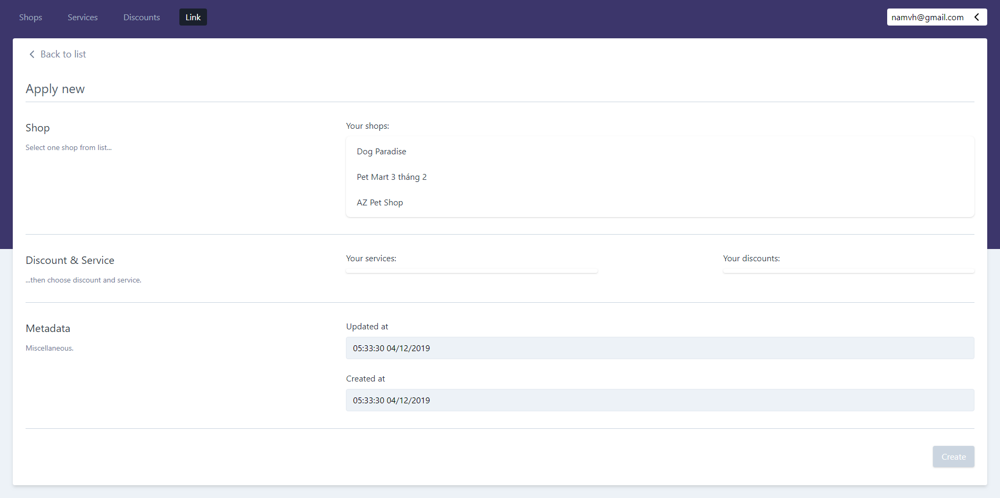 Shops Services Discounts Link namvh@gmail.com
Back to list
Apply new
Shop
Select one shop from list...
Your shops:
Dog Paradise
Pet Mart 3 tháng 2
AZ Pet Shop
Discount & Service
...then choose discount and service.
Your services:
Your discounts:
Metadata
Miscellaneous.
Updated at
05:33:30 04/12/2019
Created at
05:33:30 04/12/2019
Create